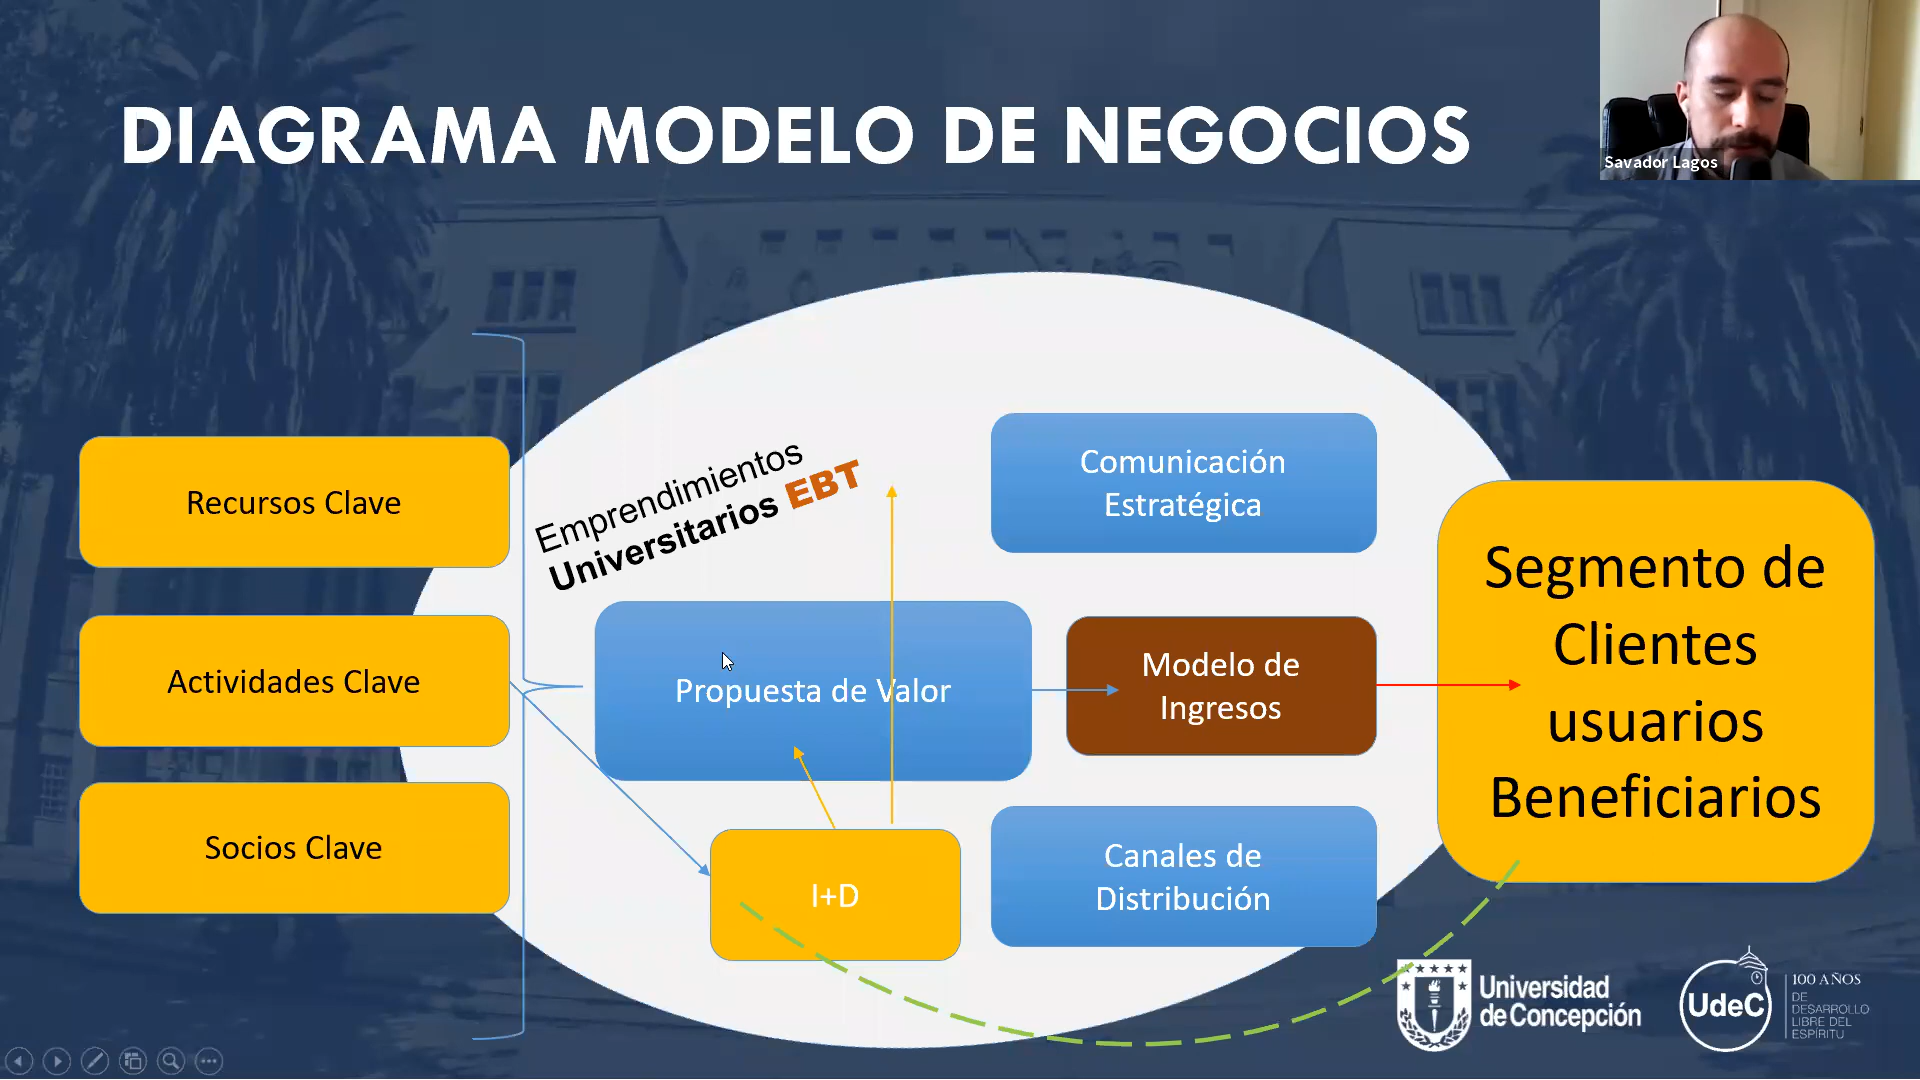 DIAGRAMA MODELO DE NEGOCIOS
Savador Lagos
Recursos Clave
Actividades Clave
Socios Clave
Emprendimientos
Universitarios EBT
Propuesta de Valor
I+D
Comunicación
Estratégica
Modelo de
Ingresos
Canales de
Distribución
Segmento de
Clientes
usuarios
Beneficiarios
Universidad
de Concepción
UdeC
100 AÑOS
DE
DESARROLLO
LIBRE DEL
ESPÍRITU